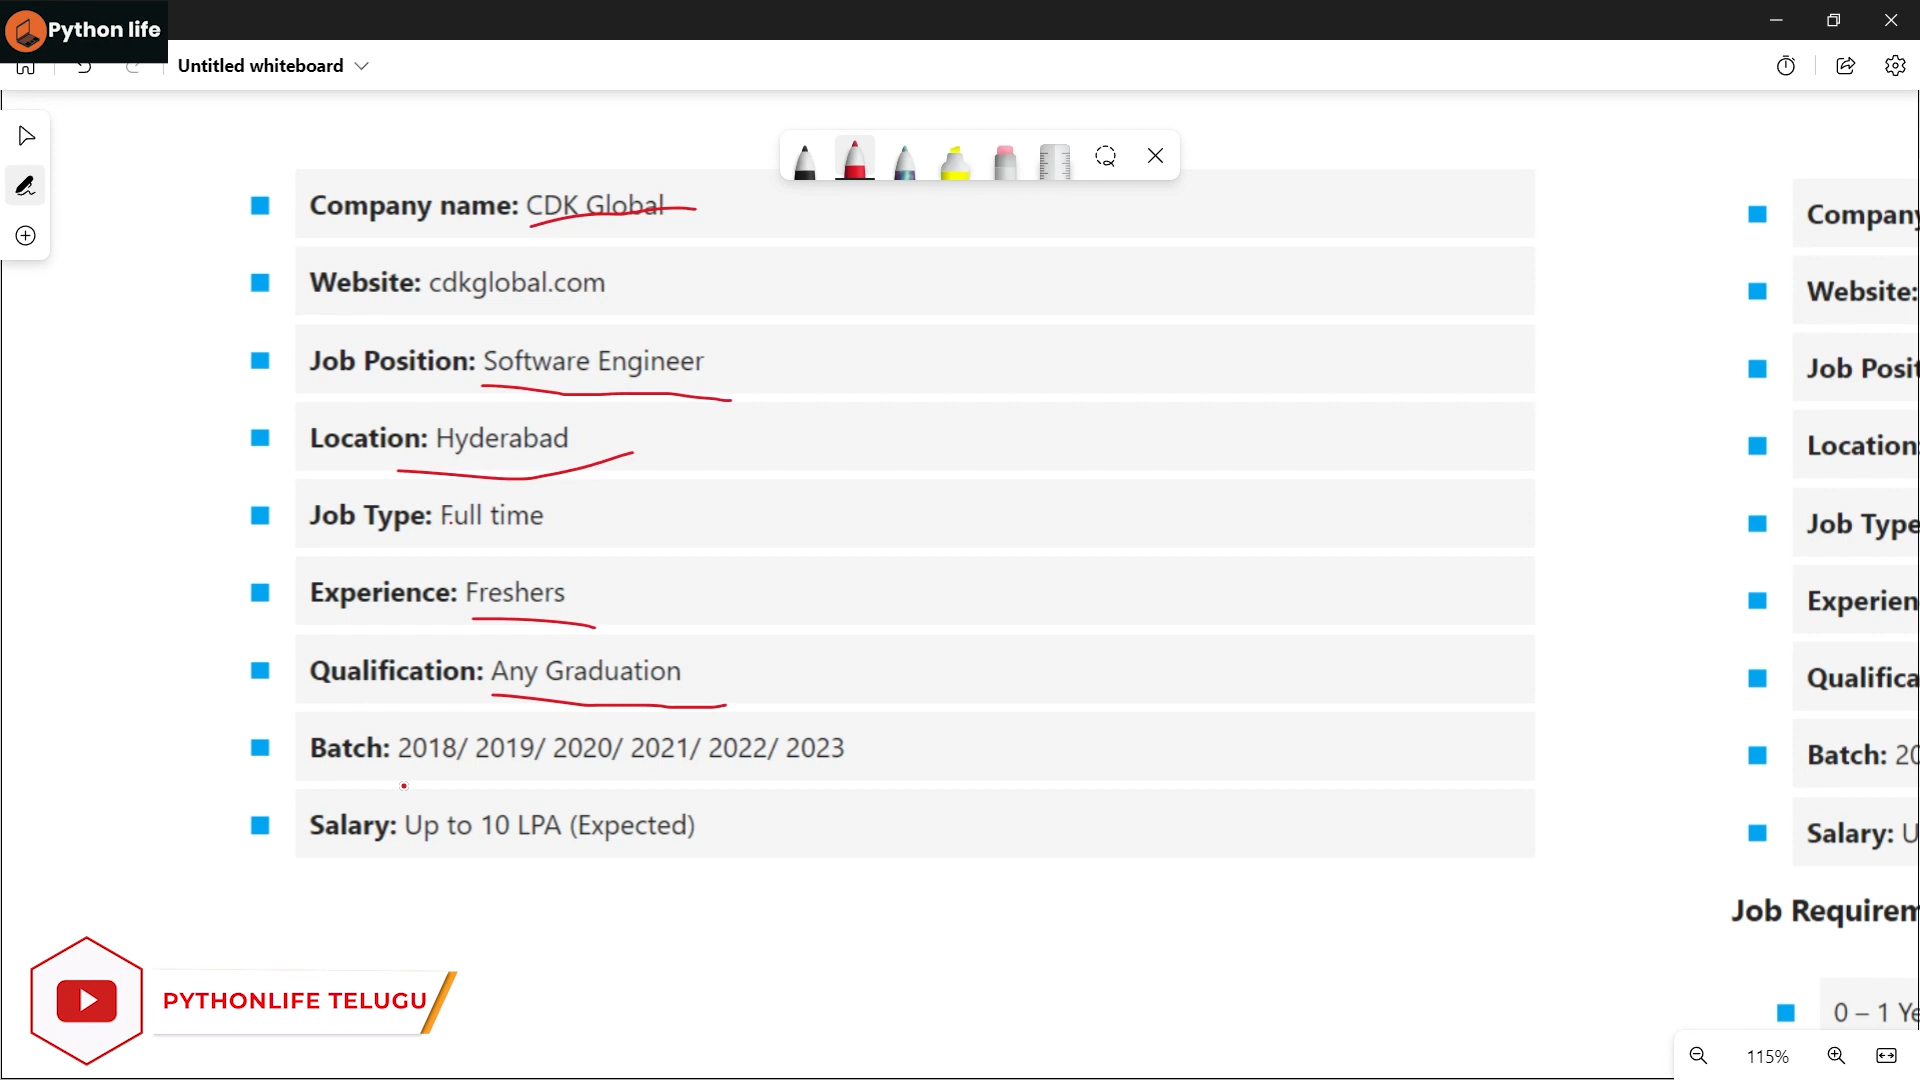 Python life
Untitled whiteboard
Company name: CDK Global
Website: cdkglobal.com
Job Position: Software Engineer
Location: Hyderabad
Job Type: Full time
Experience: Freshers
Qualification: Any Graduation
Batch: 2018/ 2019/ 2020/ 2021/ 2022/ 2023
Salary: Up to 10 LPA (Expected)
Company
Website:
Job Posit
Location:
Job Type
Experien
Qualifica
Batch: 20
Salary: U
Job Requirem
0 – 1 Ye
PYTHONLIFE TELUGU
115%